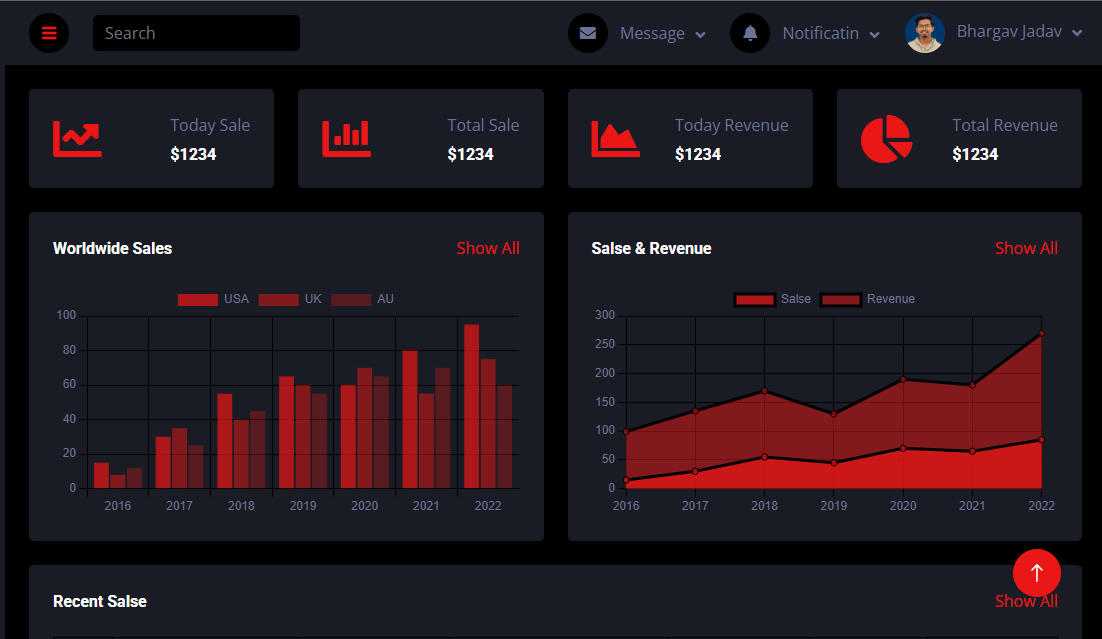 Search Message Notificatin Bhargav Jadav
Today Sale Total Sale Today Revenue Total Revenue
$1234 $1234 $1234 $1234
Worldwide Sales Show All
USA UK AU
100
80
60
40
20
0
2016 2017 2018 2019 2020 2021 2022
Salse & Revenue Show All
Salse Revenue
300
250
200
150
100
50
0
2016 2017 2018 2019 2020 2021 2022
Recent Salse Show All